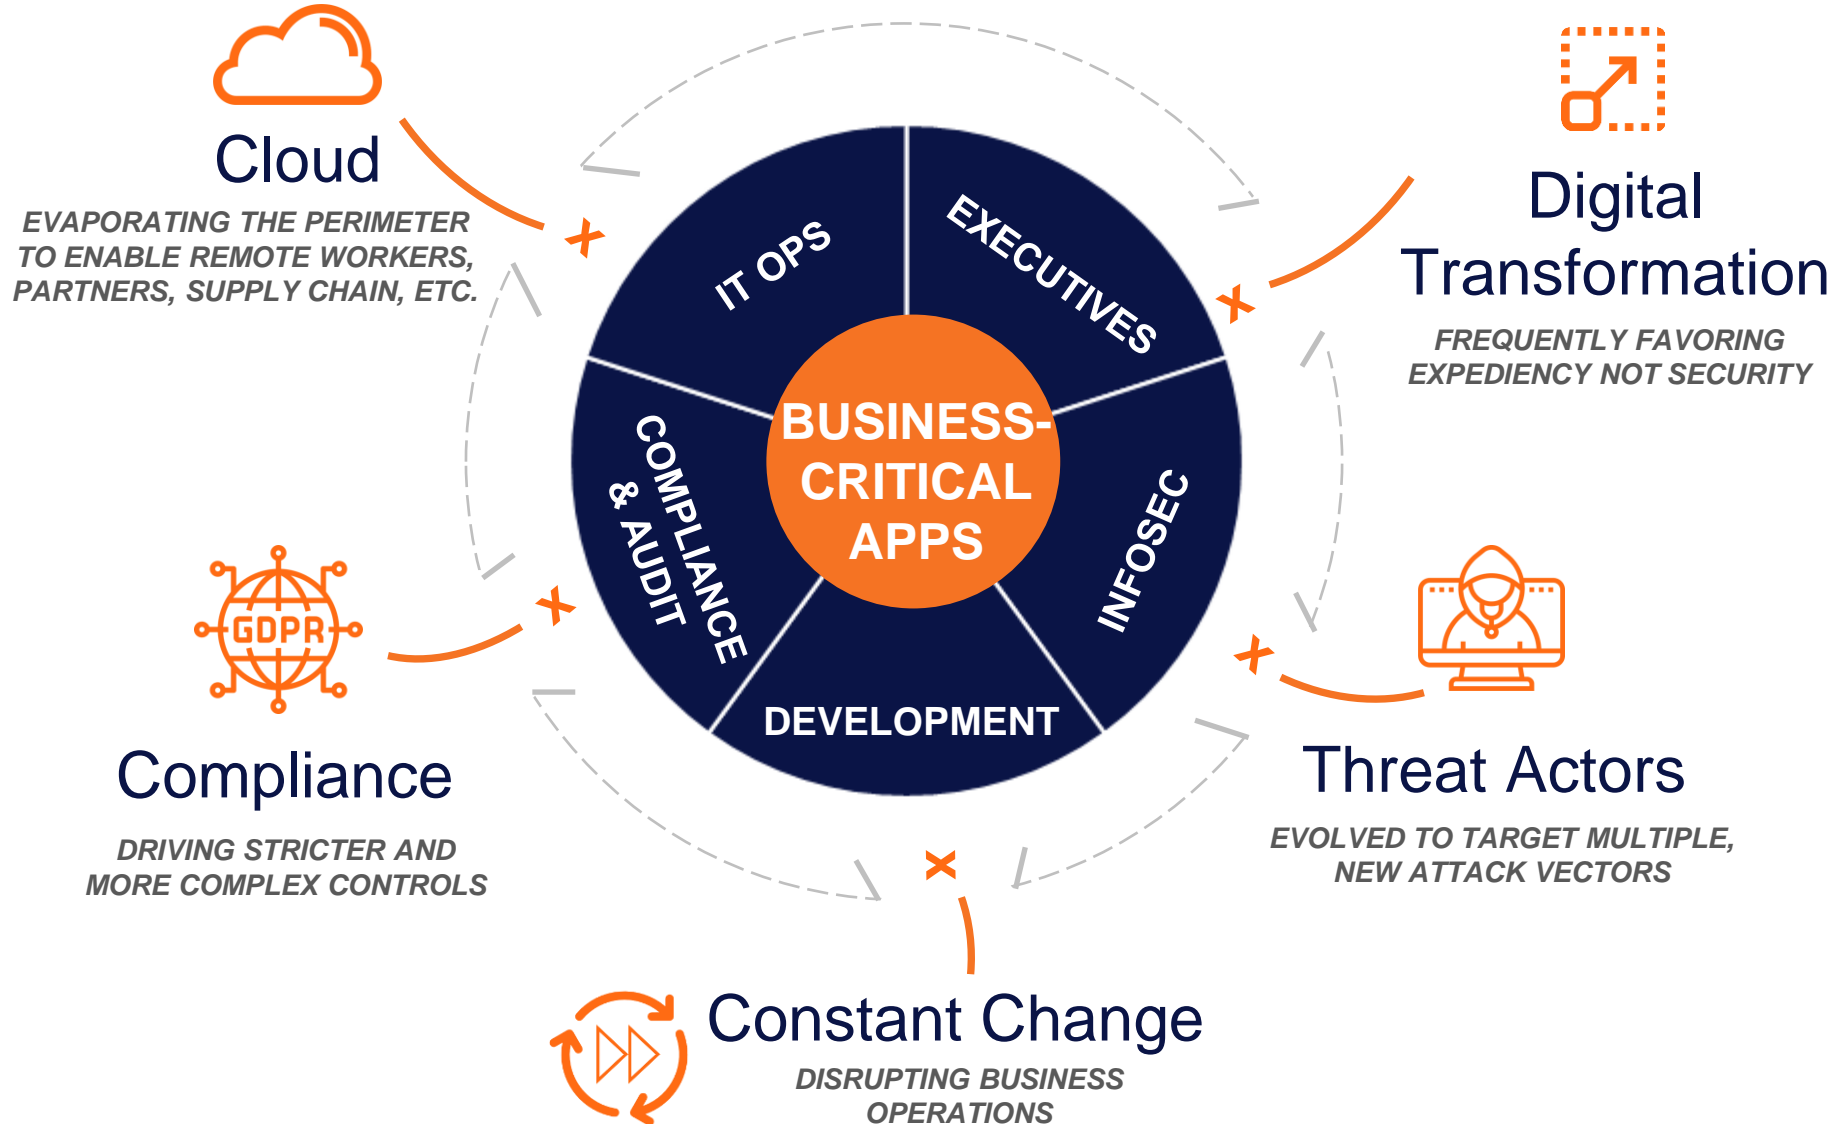 Cloud
EVAPORATING THE PERIMETER
TO ENABLE REMOTE WORKERS,
PARTNERS, SUPPLY CHAIN, ETC.
Digital
Transformation
FREQUENTLY FAVORING
EXPEDIENCY NOT SECURITY
IT OPS
EXECUTIVES
BUSINESS-
CRITICAL
APPS
COMPLIANCE
& AUDIT
INFOSEC
DEVELOPMENT
GDPR
Compliance
DRIVING STRICTER AND
MORE COMPLEX CONTROLS
Threat Actors
EVOLVED TO TARGET MULTIPLE,
NEW ATTACK VECTORS
Constant Change
DISRUPTING BUSINESS
OPERATIONS